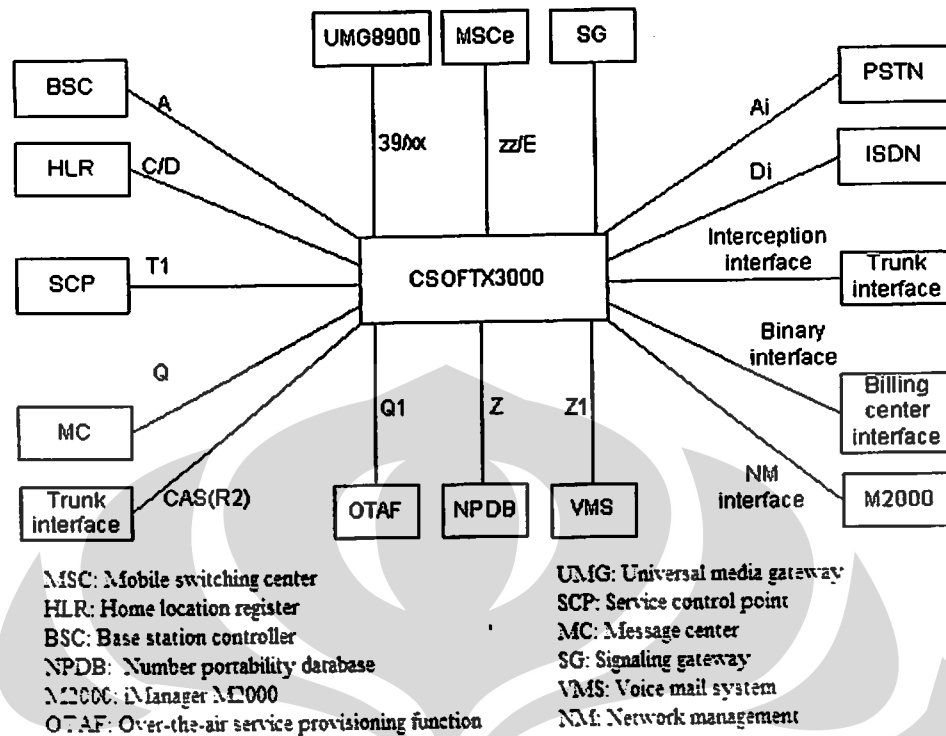 UMG8900
MSCe
SG
BSC
PSTN
A
Ai
39/xx
zz/E
HLR
C/D
ISDN
Di
Interception
interface
SCP
T1
CSOFTX3000
Trunk
interface
Binary
interface
Q
Q1
Z
Z1
MC
Billing
center
interface
NM
interface
Trunk
interface
CAS(R2)
OTAF
NPDB
VMS
M2000
MSC: Mobile switching center
HLR: Home location register
BSC: Base station controller
NPDB: Number portability database
M2000: iManager M2000
OTAF: Over-the-air service provisioning function
UMG: Universal media gateway
SCP: Service control point
MC: Message center
SG: Signaling gateway
VMS: Voice mail system
NM: Network management